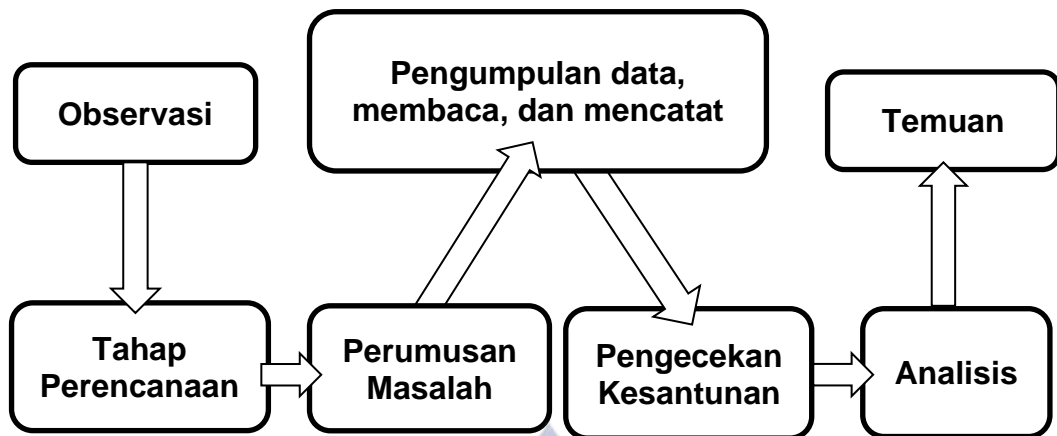 Observasi
Tahap
Perencanaan
Perumusan
Masalah
Pengumpulan data,
membaca, dan mencatat
Pengecekan
Kesantunan
Analisis
Temuan